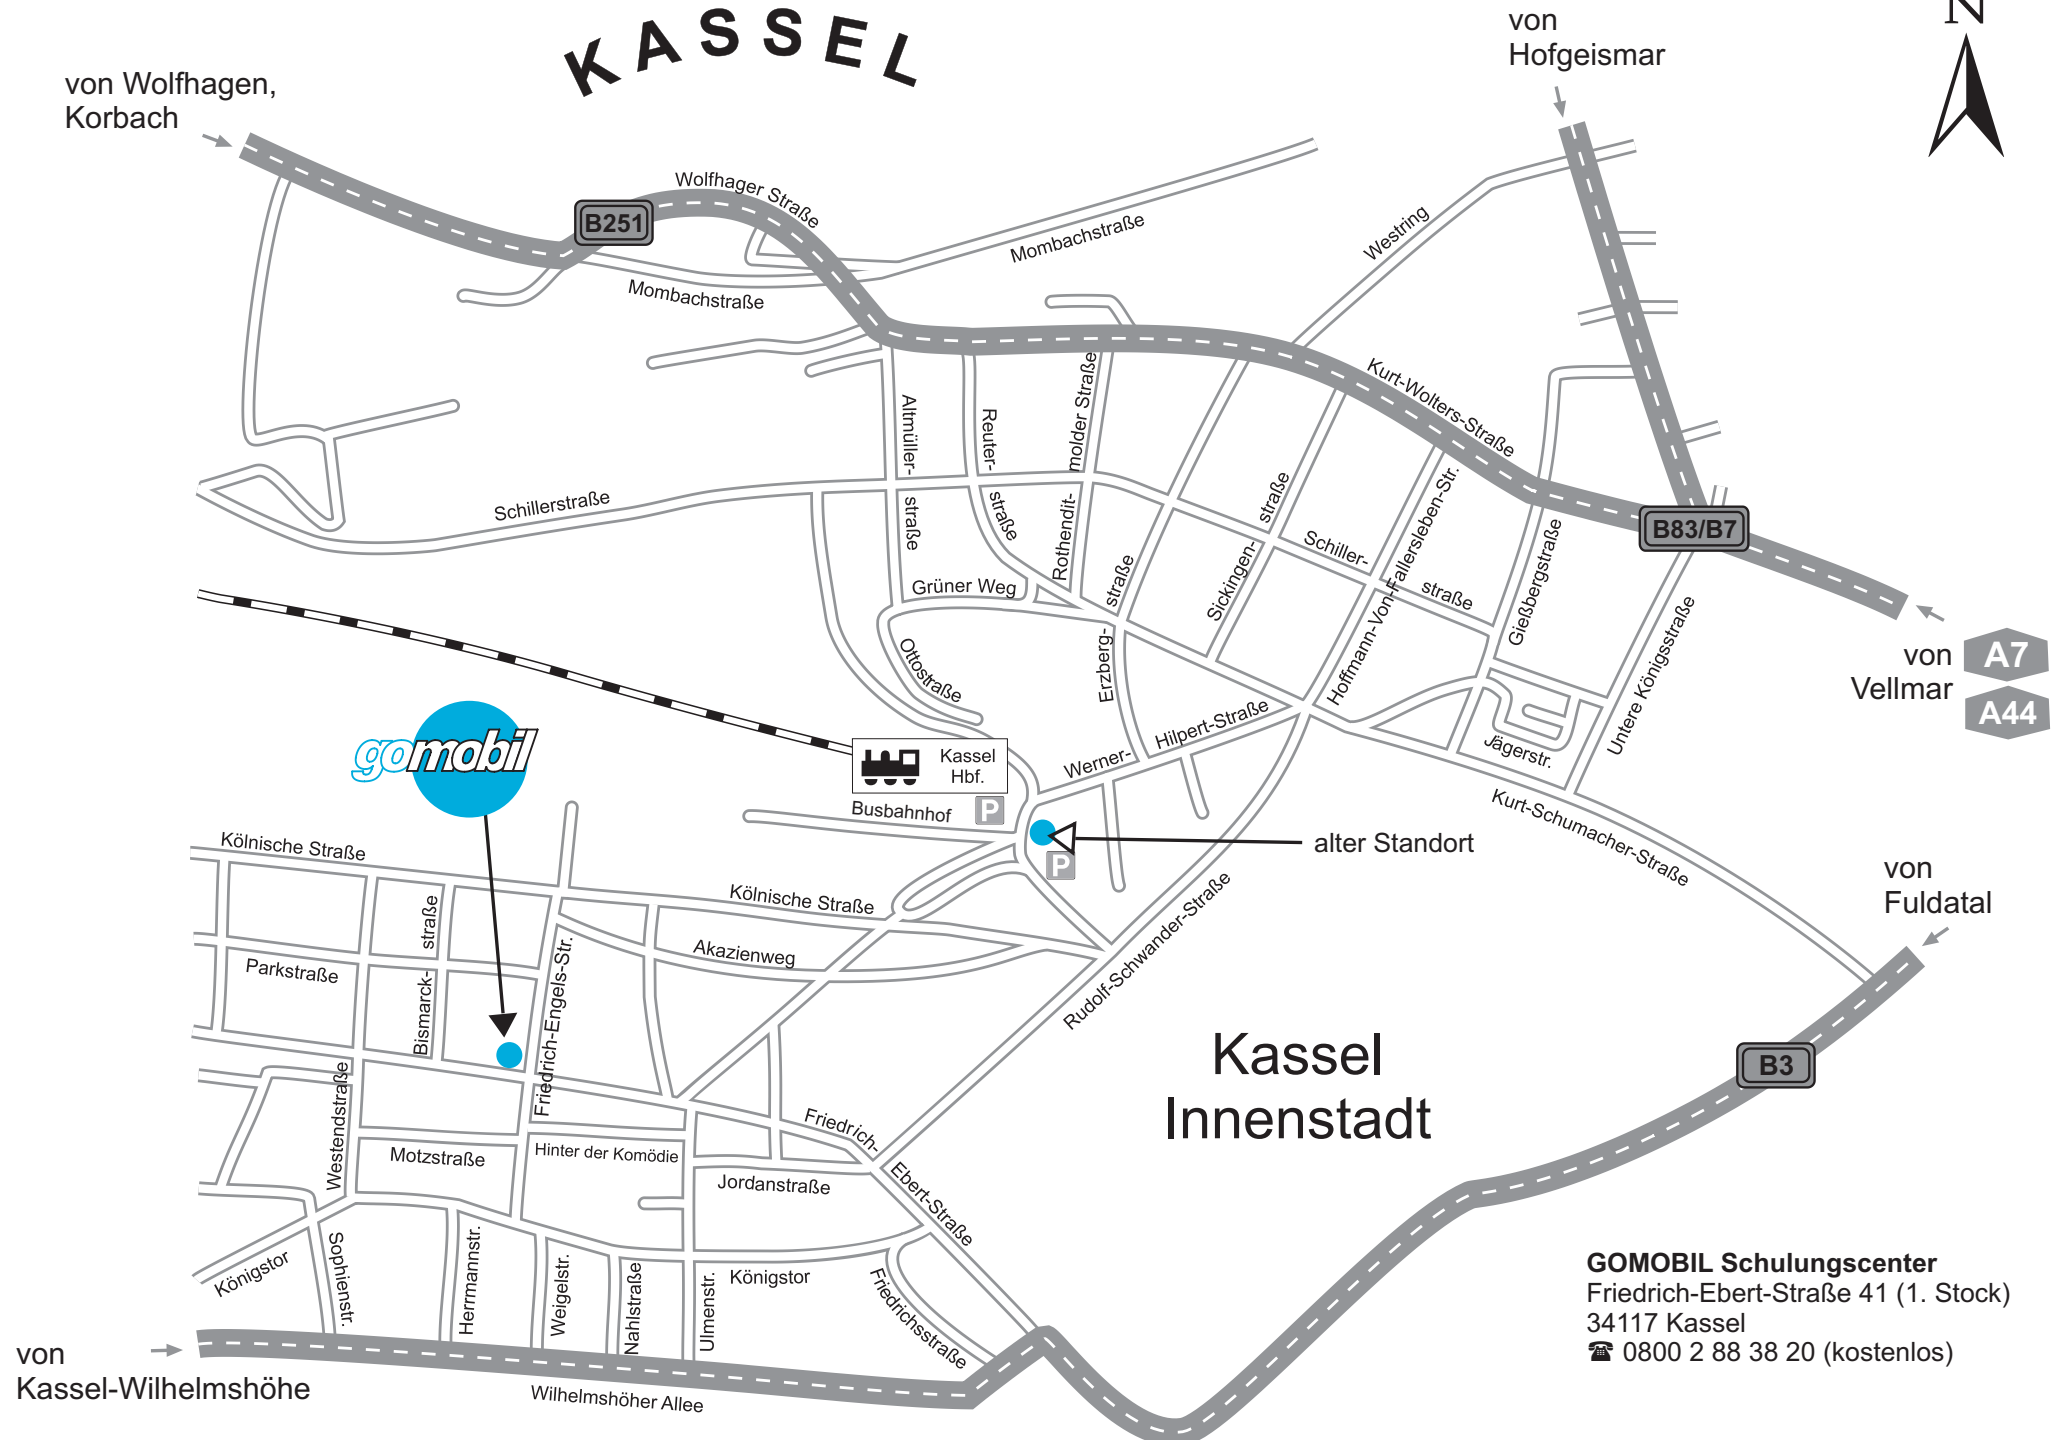 KASSEL
N
von
Hofgeismar
von Wolfhagen,
Korbach
Wolfhager Straße
B251
Mombachstraße
Mombachstraße
Westring
Kurt-Wolters-Straße
Altmüller-
straße
Reuter-
straße
Rothendit-
molder Straße
Schillerstraße
Sickingen-
straße
Schiller-
straße
Hoffmann-Von-Fallersleben-Str.
Gießbergstraße
B83/B7
Grüner Weg
Erzberg-
straße
Ottostraße
Untere Königsstraße
von
Vellmar
A7
A44
gomobil
Kassel
Hbf.
Werner-
Hilpert-Straße
Jägerstr.
Busbahnhof
P
P
alter Standort
Kurt-Schumacher-Straße
Kölnische Straße
Kölnische Straße
von
Fuldatal
Bismarck-
straße
Parkstraße
Akazienweg
Friedrich-Engels-Str.
Rudolf-Schwander-Straße
Kassel
Innenstadt
B3
Westendstraße
Motzstraße
Hinter der Komödie
Friedrich-
Ebert-Straße
Jordanstraße
Königstor
Sophienstr.
Herrmannstr.
Weigelstr.
Nahlstraße
Ulmenstr.
Königstor
Friedrichsstraße
von
Kassel-Wilhelmshöhe
Wilhelmshöher Allee
GOMOBIL Schulungscenter
Friedrich-Ebert-Straße 41 (1. Stock)
34117 Kassel
☎ 0800 2 88 38 20 (kostenlos)